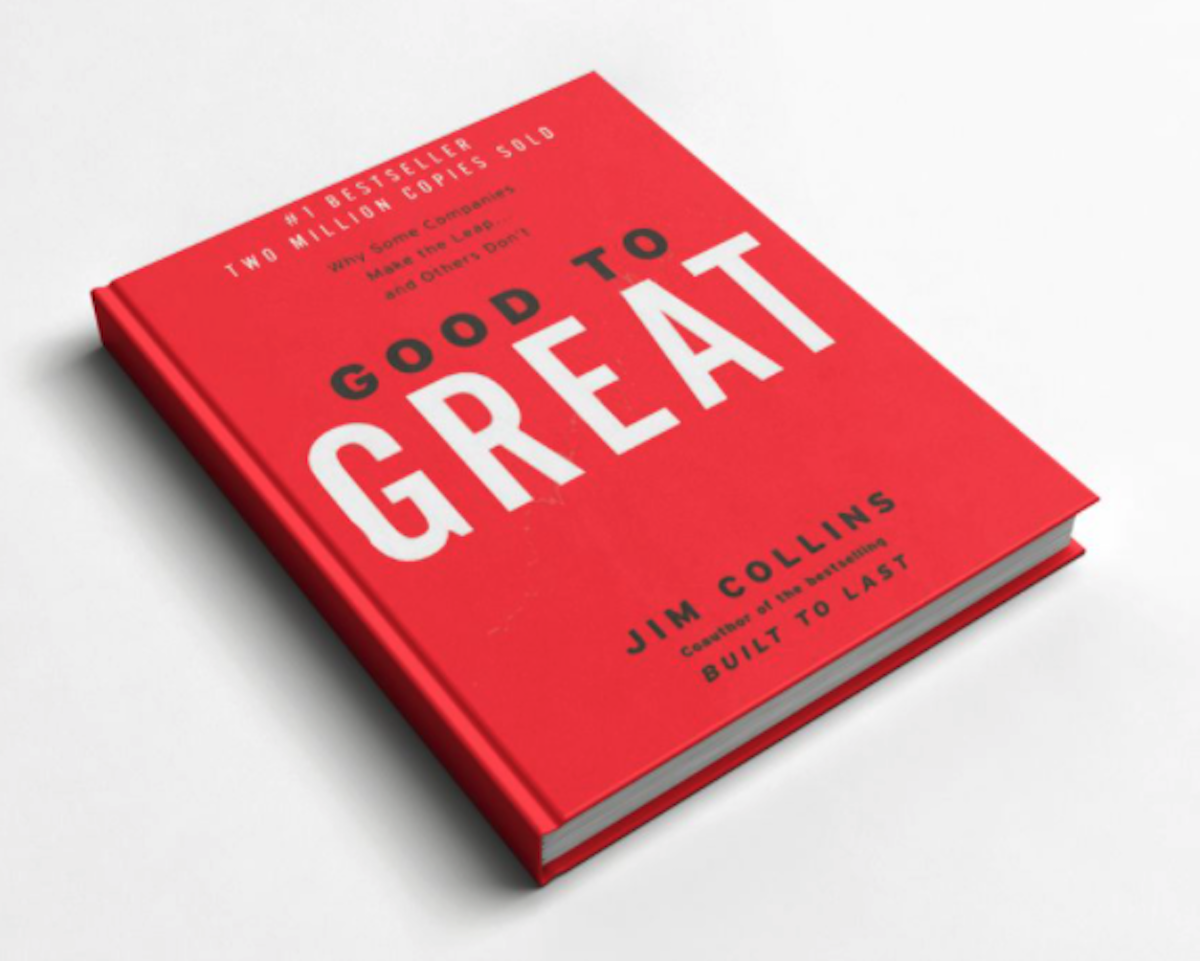 #1 BESTSELLER
TWO MILLION COPIES SOLD
Why Some Companies
Make the Leap...
and Others Don't
GOOD TO
GREAT
JIM COLLINS
Coauthor of the bestselling
BUILT TO LAST